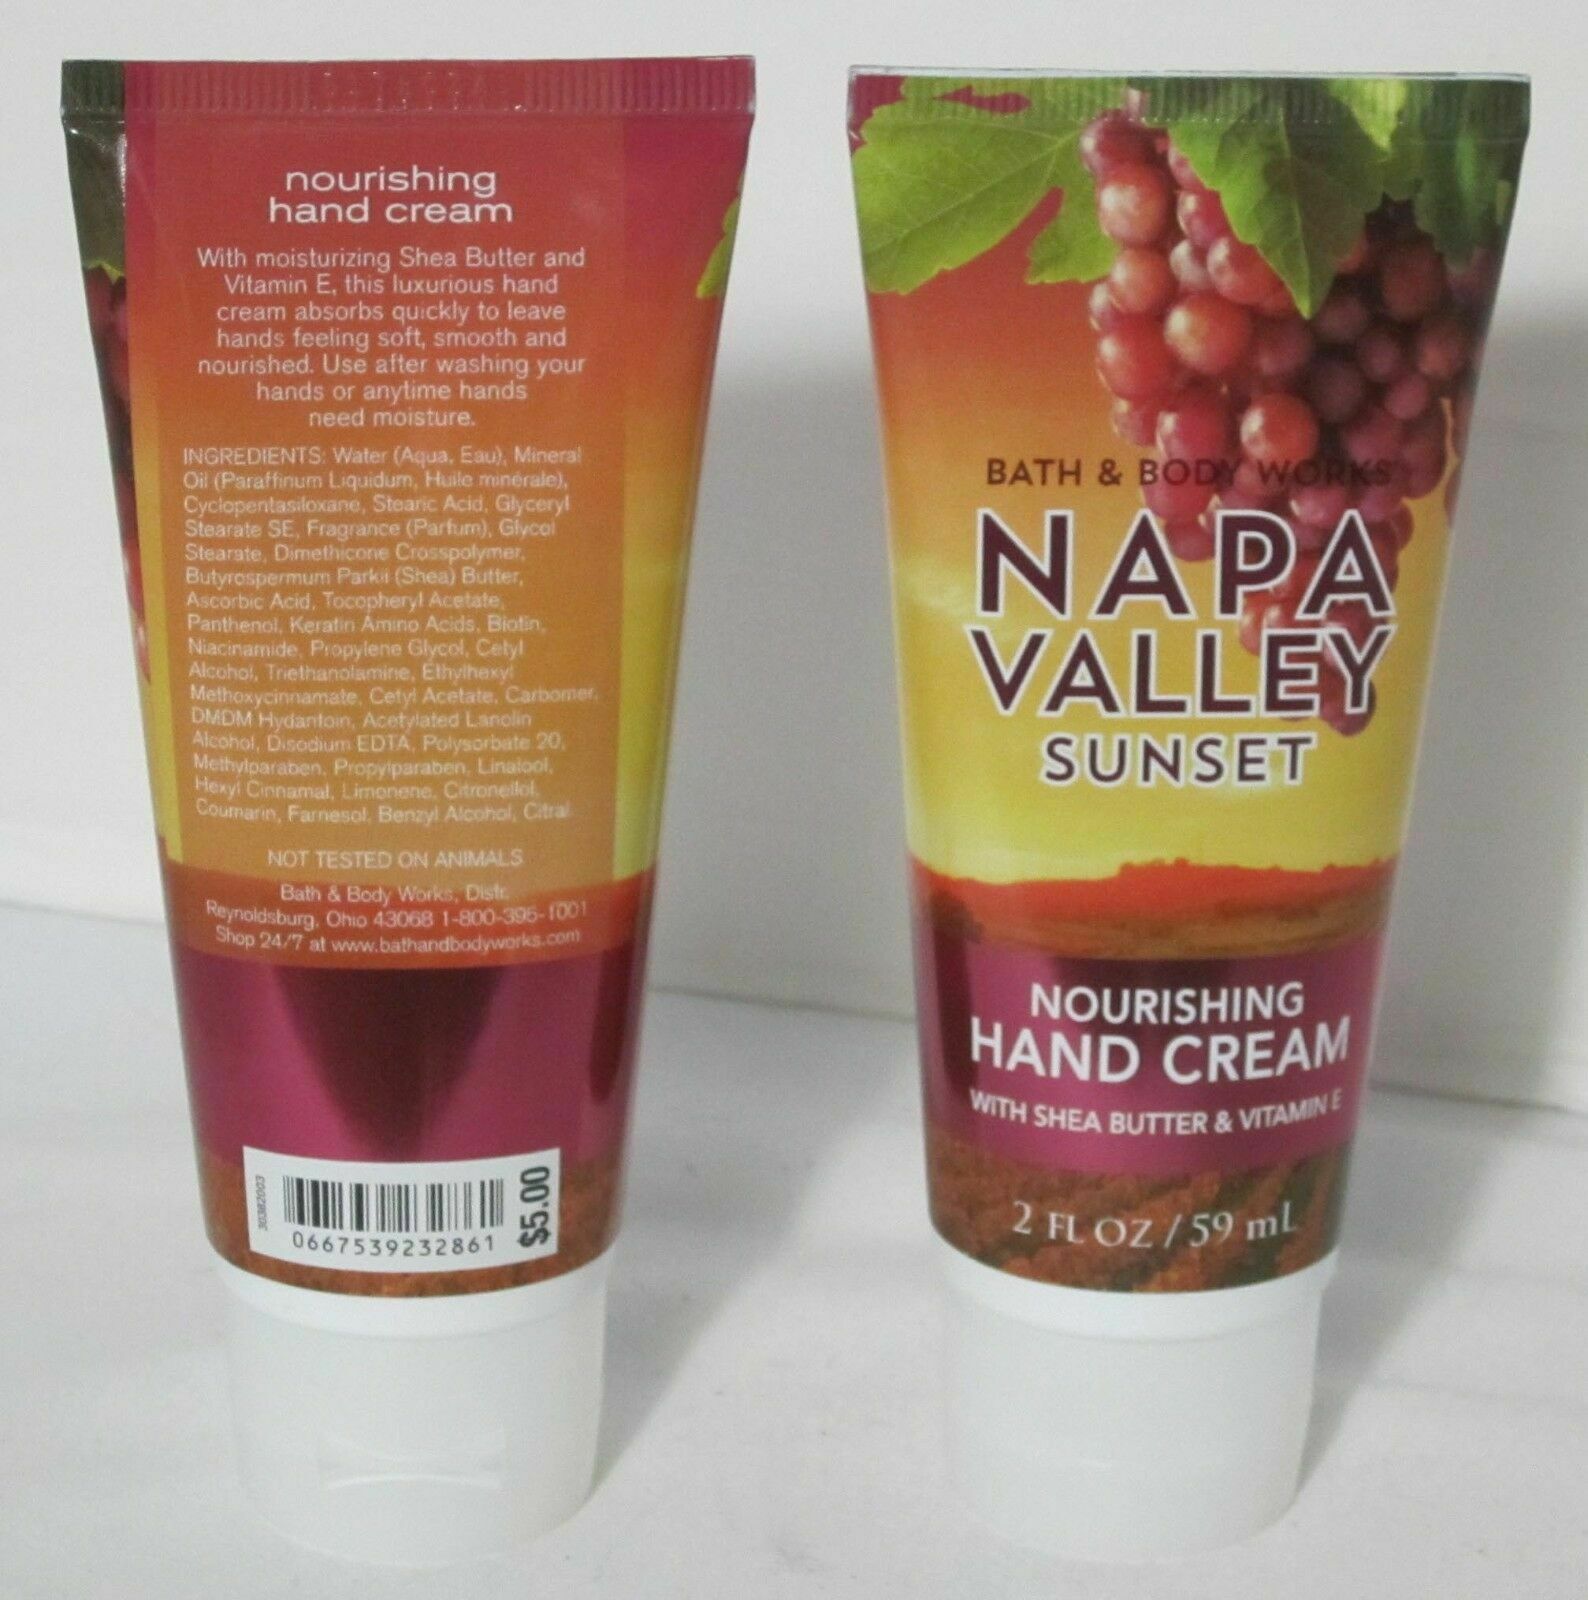 nourishing
hand cream
With moisturizing Shea Butter and
Vitamin E, this luxurious hand
cream absorbs quickly to leave
hands feeling soft, smooth and
nourished. Use after washing your
hands or anytime hands
need moisture.
INGREDIENTS: Water (Aqua, Eau), Mineral
Oil (Paraffinum Liquidum, Huile minérale),
Cyclopentasiloxane, Stearic Acid, Glyceryl
Stearate SE, Fragrance (Parfum), Glycol
Stearate, Dimethicone Crosspolymer,
Butyrospermum Parkii (Shea) Butter,
Ascorbic Acid, Tocopheryl Acetate,
Panthenol, Keratin Amino Acids, Biotin,
Niacinamide, Propylene Glycol, Cetyl
Alcohol, Triethanolamine, Ethylhexyl
Methoxycinnamate, Cetyl Acetate, Carbomer,
DMDM Hydantoin, Acetylated Lanolin
Alcohol, Disodium EDTA, Polysorbate 20,
Methylparaben, Propylparaben, Linalool,
Hexyl Cinnamal, Limonene, Citronellol,
Coumarin, Farnesol, Benzyl Alcohol, Citral.
NOT TESTED ON ANIMALS
Bath & Body Works, Distr.
Reynoldsburg, Ohio 43068 1-800-395-1001
Shop 24/7 at www.bathandbodyworks.com
30382003
0667539232861
$5.00
BATH & BODY WORKS
NAPA
VALLEY
SUNSET
NOURISHING
HAND CREAM
WITH SHEA BUTTER & VITAMIN E
2 FL OZ / 59 mL